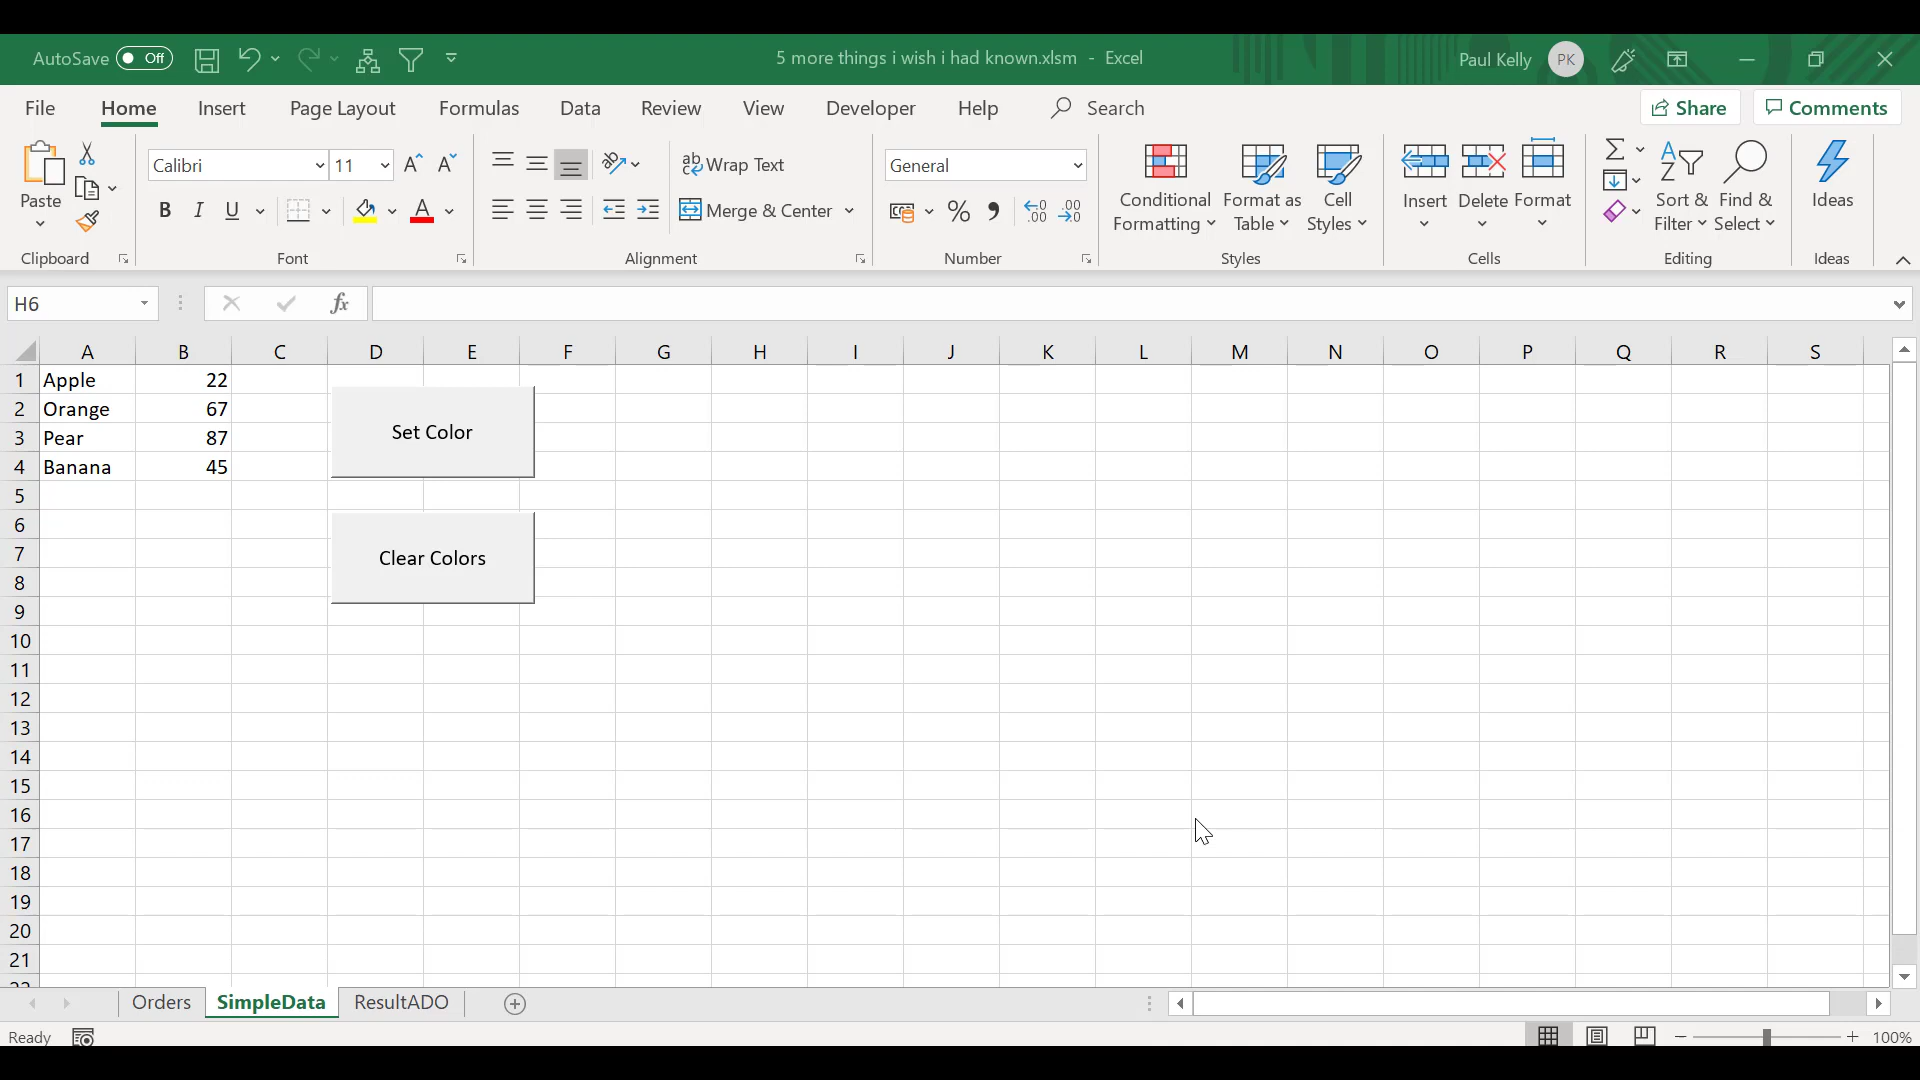 AutoSave Off 5 more things i wish i had known.xlsm - Excel Paul Kelly PK
File Home Insert Page Layout Formulas Data Review View Developer Help Search Share Comments
Paste
Calibri 11
B I U A
ab Wrap Text
Merge & Center
General
% .00 .00
Conditional Formatting
Format as Table
Cell Styles
Insert Delete Format
Sort & Filter
Find & Select
Ideas
Clipboard Font Alignment Number Styles Cells Editing Ideas
H6 fx
A B C D E F G H I J K L M N O P Q R S
1 Apple 22
2 Orange 67
3 Pear 87
4 Banana 45
5
6
7
8
9
10
11
12
13
14
15
16
17
18
19
20
21
Set Color
Clear Colors
Orders SimpleData ResultADO
Ready 100%